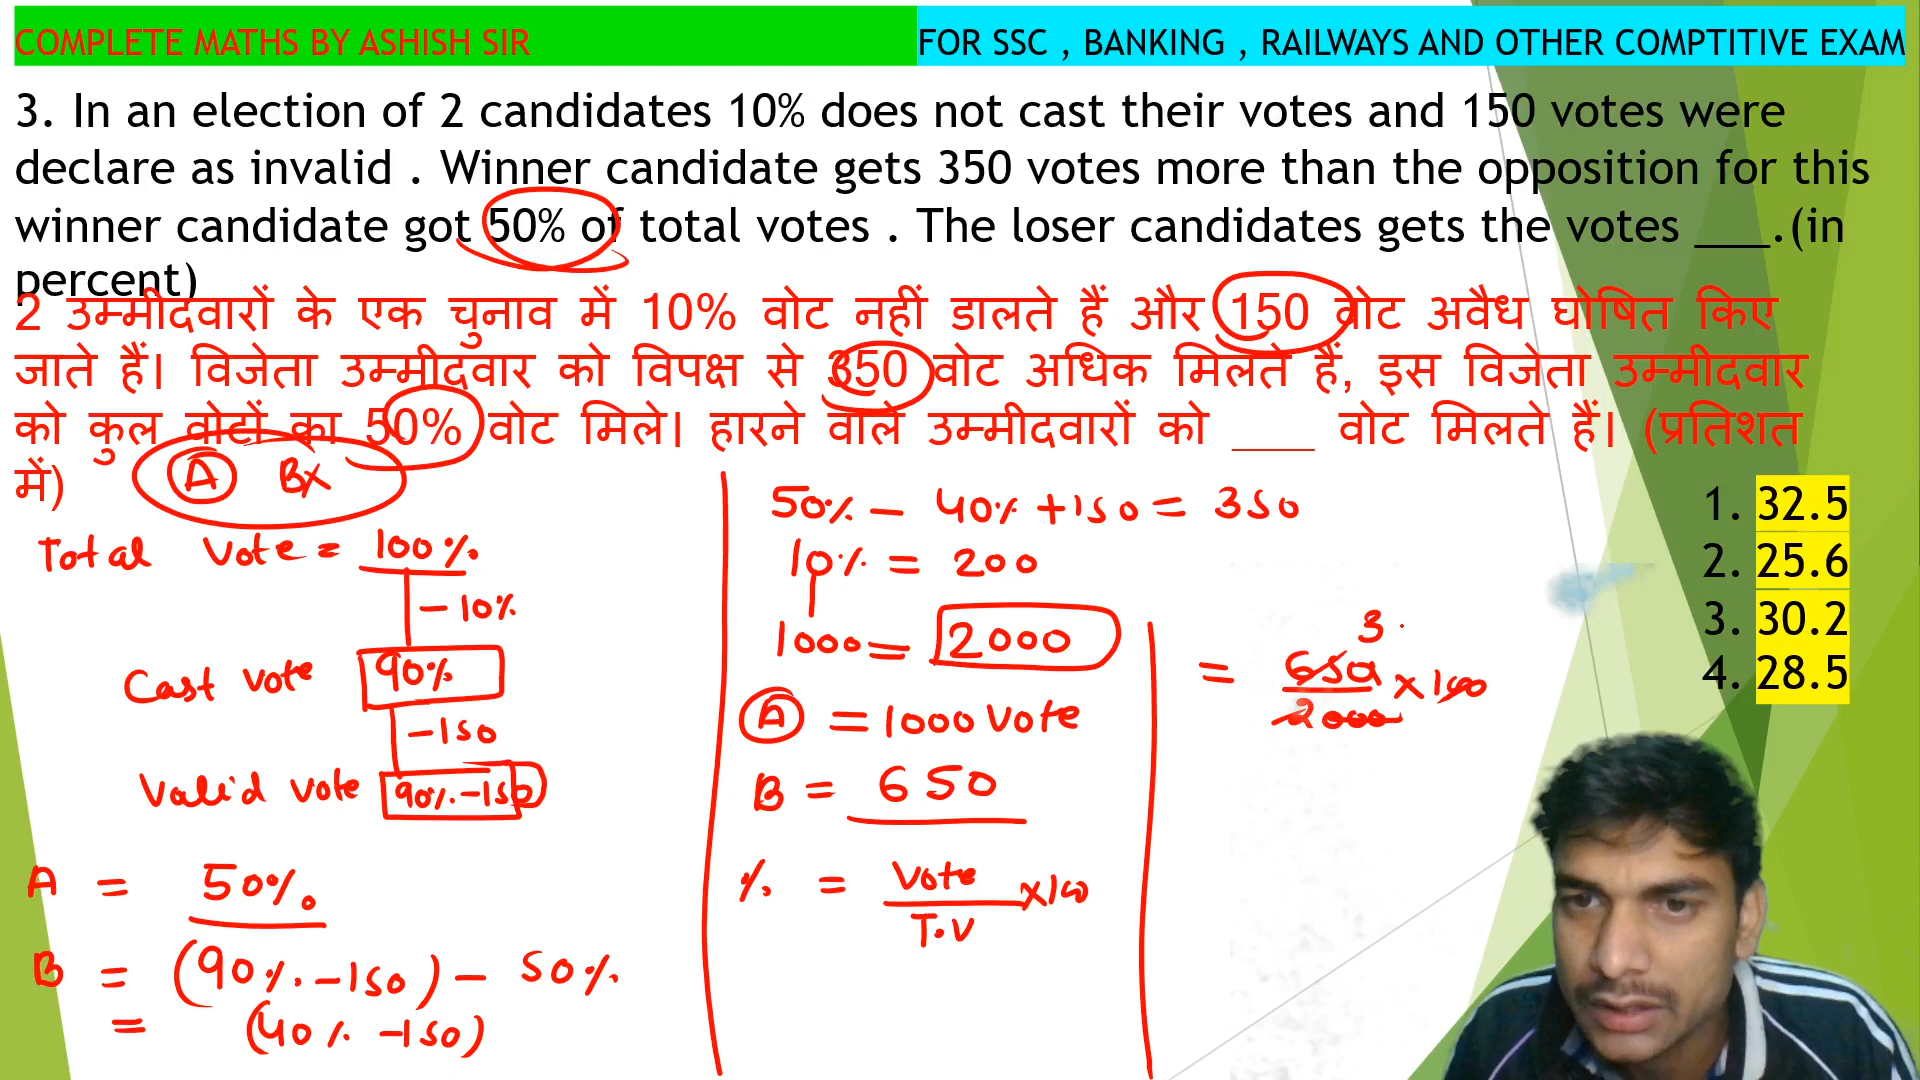 COMPLETE MATHS BY ASHISH SIR
FOR SSC , BANKING , RAILWAYS AND OTHER COMPTITIVE EXAM
3. In an election of 2 candidates 10% does not cast their votes and 150 votes were
declare as invalid . Winner candidate gets 350 votes more than the opposition for this
winner candidate got 50% of total votes . The loser candidates gets the votes ___.(in
percent)
2 उम्मीदवारों के एक चुनाव में 10% वोट नहीं डालते हैं और 150 वोट अवैध घोषित किए
जाते हैं। विजेता उम्मीदवार को विपक्ष से 350 वोट अधिक मिलते हैं, इस विजेता उम्मीदवार
को कुल वोटों का 50% वोट मिले। हारने वाले उम्मीदवारों को ____ वोट मिलते हैं। (प्रतिशत
में)
1. 32.5
2. 25.6
3. 30.2
4. 28.5
A B×
Total Vote = 100%
- 10%
Cast vote 90%
- 150
Valid vote 90% - 150
A = 50%
B = (90% - 150) - 50%
= (40% - 150)
50% - 40% + 150 = 350
10% = 200
1000 = 2000
A = 1000 Vote
B = 650
% = Vote
T.V ×100
3
= 650
2000 ×100